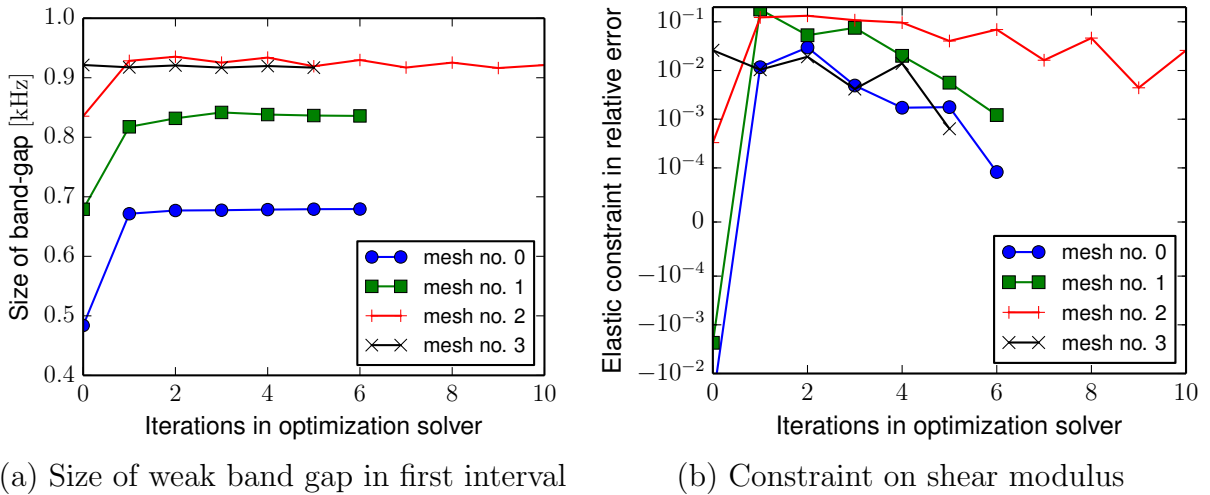 1.0
0.9
0.8
0.7
0.6
0.5
0.4
Size of band-gap [kHz]
0 2 4 6 8 10
Iterations in optimization solver
mesh no. 0
mesh no. 1
mesh no. 2
mesh no. 3
(a) Size of weak band gap in first interval
10⁻¹
10⁻²
10⁻³
10⁻⁴
0
−10⁻⁴
−10⁻³
−10⁻²
Elastic constraint in relative error
0 2 4 6 8 10
Iterations in optimization solver
mesh no. 0
mesh no. 1
mesh no. 2
mesh no. 3
(b) Constraint on shear modulus